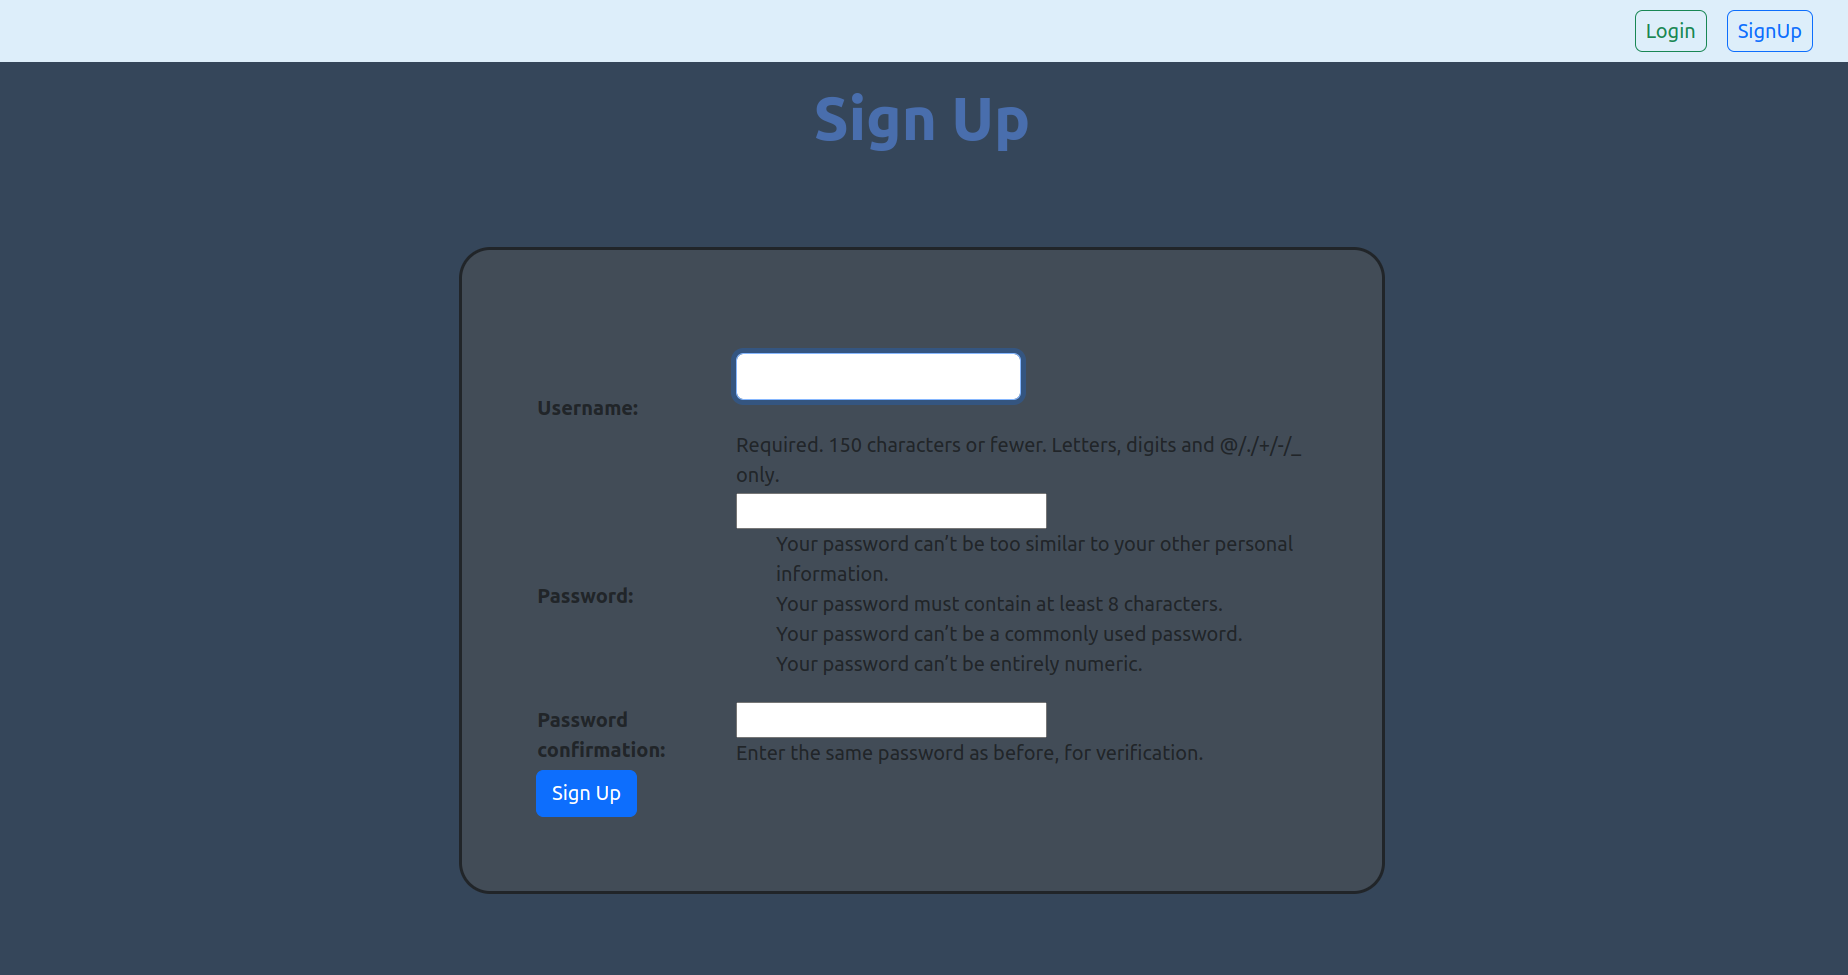 Login
SignUp
Sign Up
Username:
Required. 150 characters or fewer. Letters, digits and @/./+/-/_
only.
Password:
Your password can’t be too similar to your other personal
information.
Your password must contain at least 8 characters.
Your password can’t be a commonly used password.
Your password can’t be entirely numeric.
Password
confirmation:
Enter the same password as before, for verification.
Sign Up